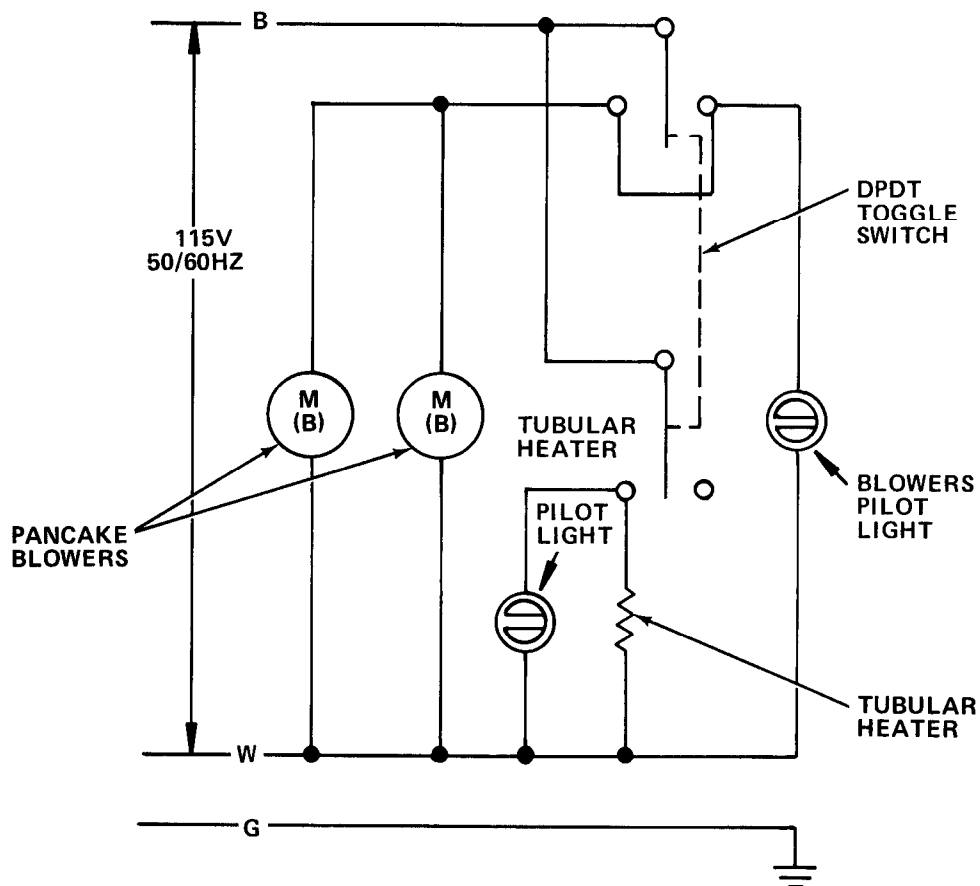 B
DPDT
TOGGLE
SWITCH
115V
50/60HZ
M
(B)
M
(B)
TUBULAR
HEATER
PILOT
LIGHT
BLOWERS
PILOT
LIGHT
PANCAKE
BLOWERS
TUBULAR
HEATER
W
G